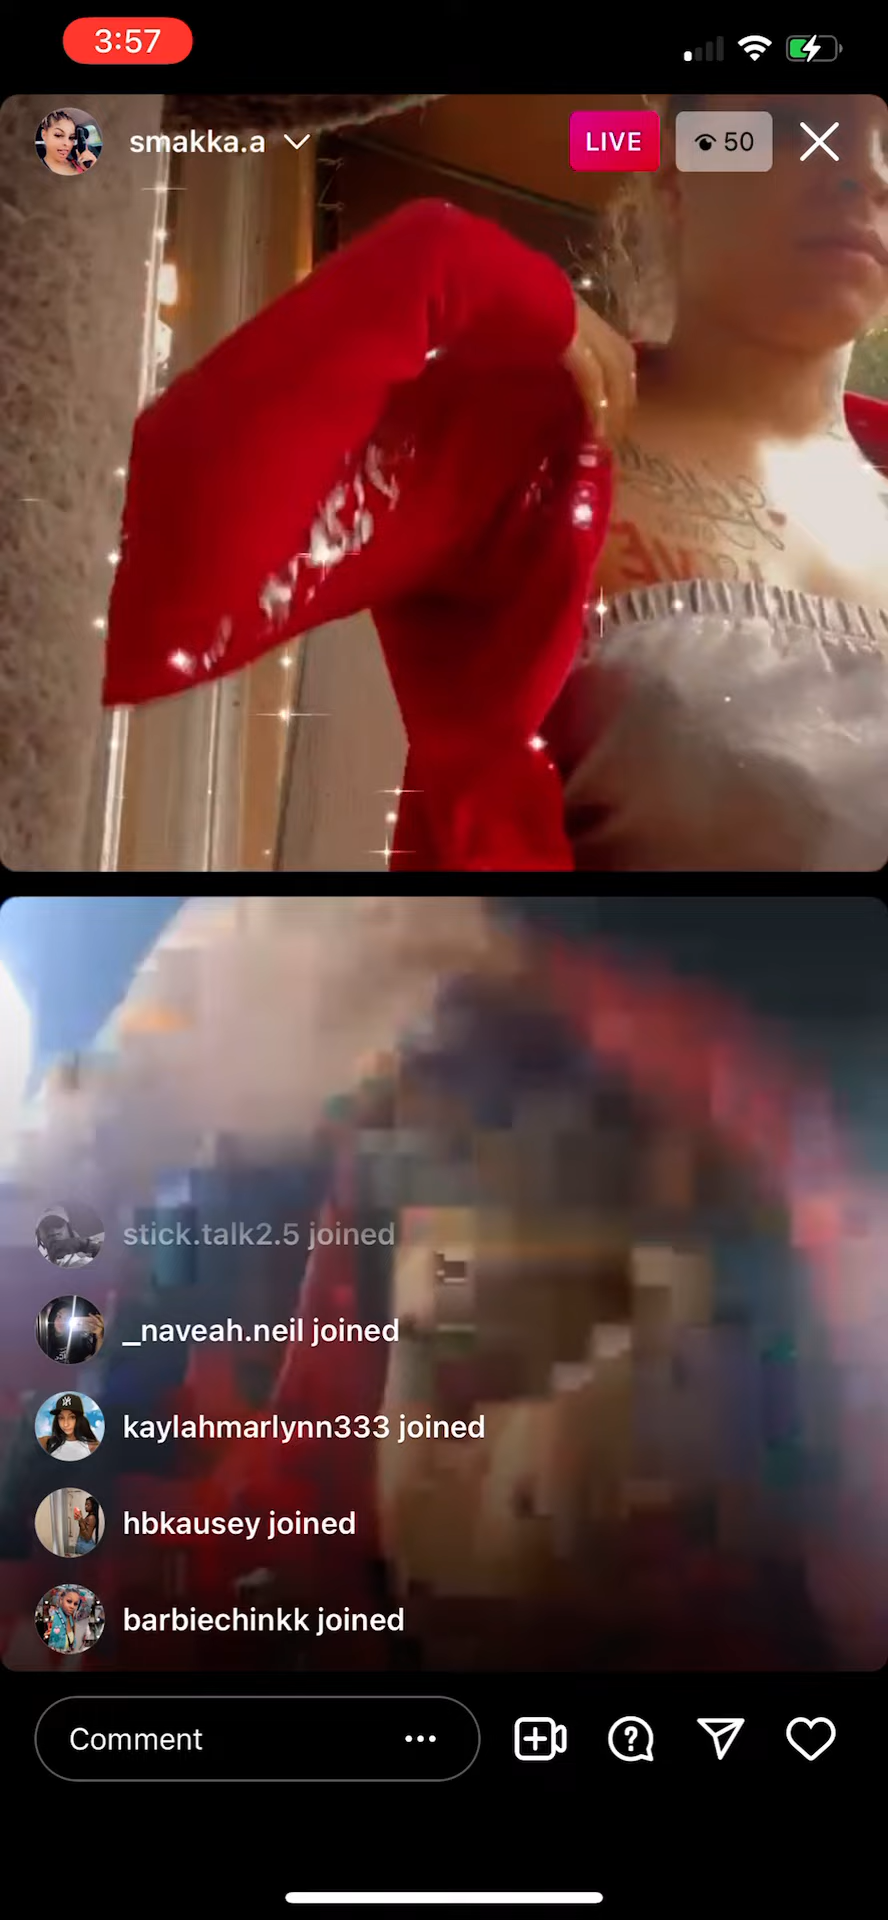 3:57
smakka.a
LIVE
50
stick.talk2.5 joined
_naveah.neil joined
kaylahmarlynn333 joined
hbkausey joined
barbiechinkk joined
Comment